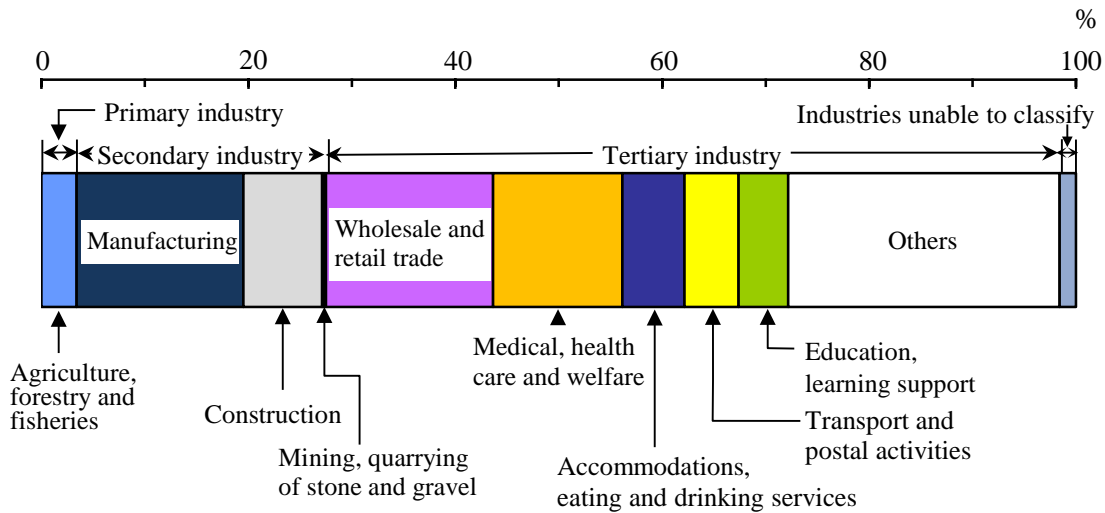 %
0 20 40 60 80 100
Primary industry
Industries unable to classify
Secondary industry
Tertiary industry
Manufacturing
Wholesale and
retail trade
Others
Agriculture,
forestry and
fisheries
Construction
Mining, quarrying
of stone and gravel
Medical, health
care and welfare
Accommodations,
eating and drinking services
Education,
learning support
Transport and
postal activities